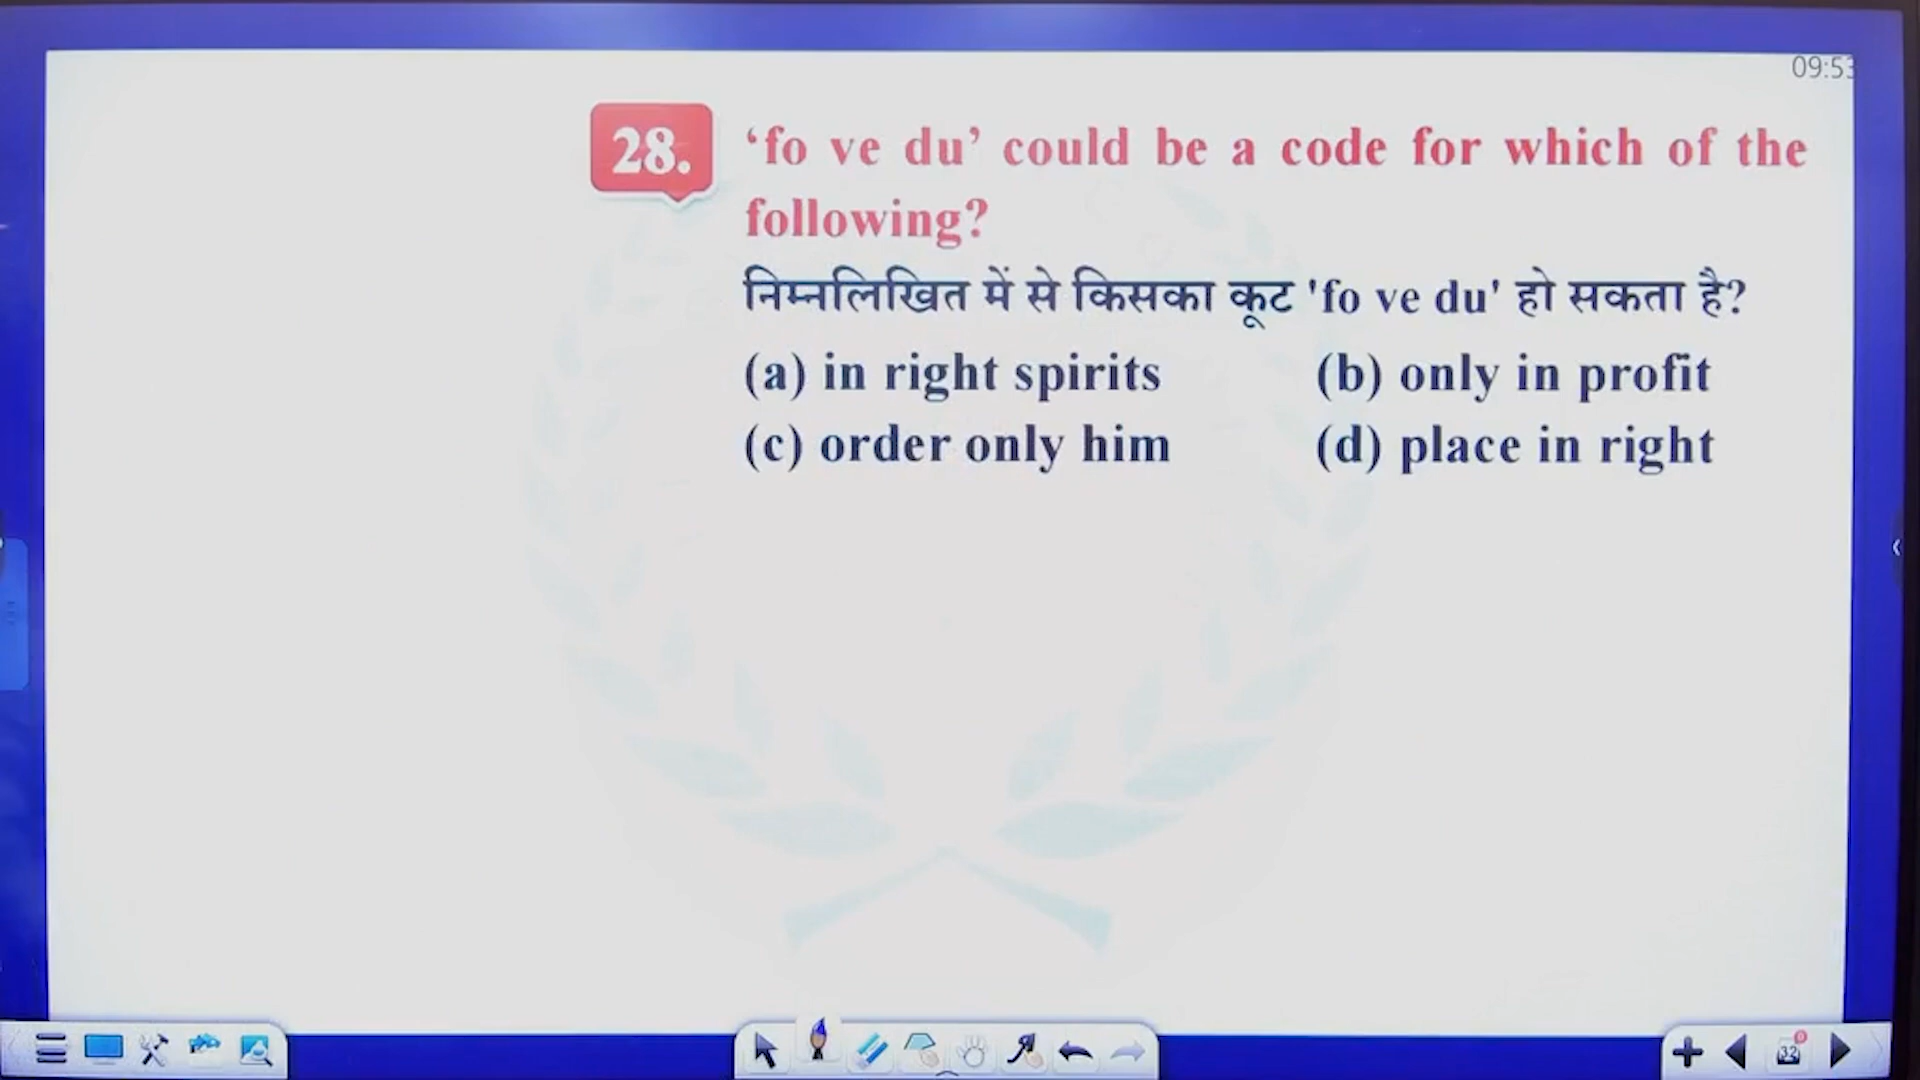 09:53
28. ‘fo ve du’ could be a code for which of the
following?
निम्नलिखित में से किसका कूट 'fo ve du' हो सकता है?
(a) in right spirits (b) only in profit
(c) order only him (d) place in right
32